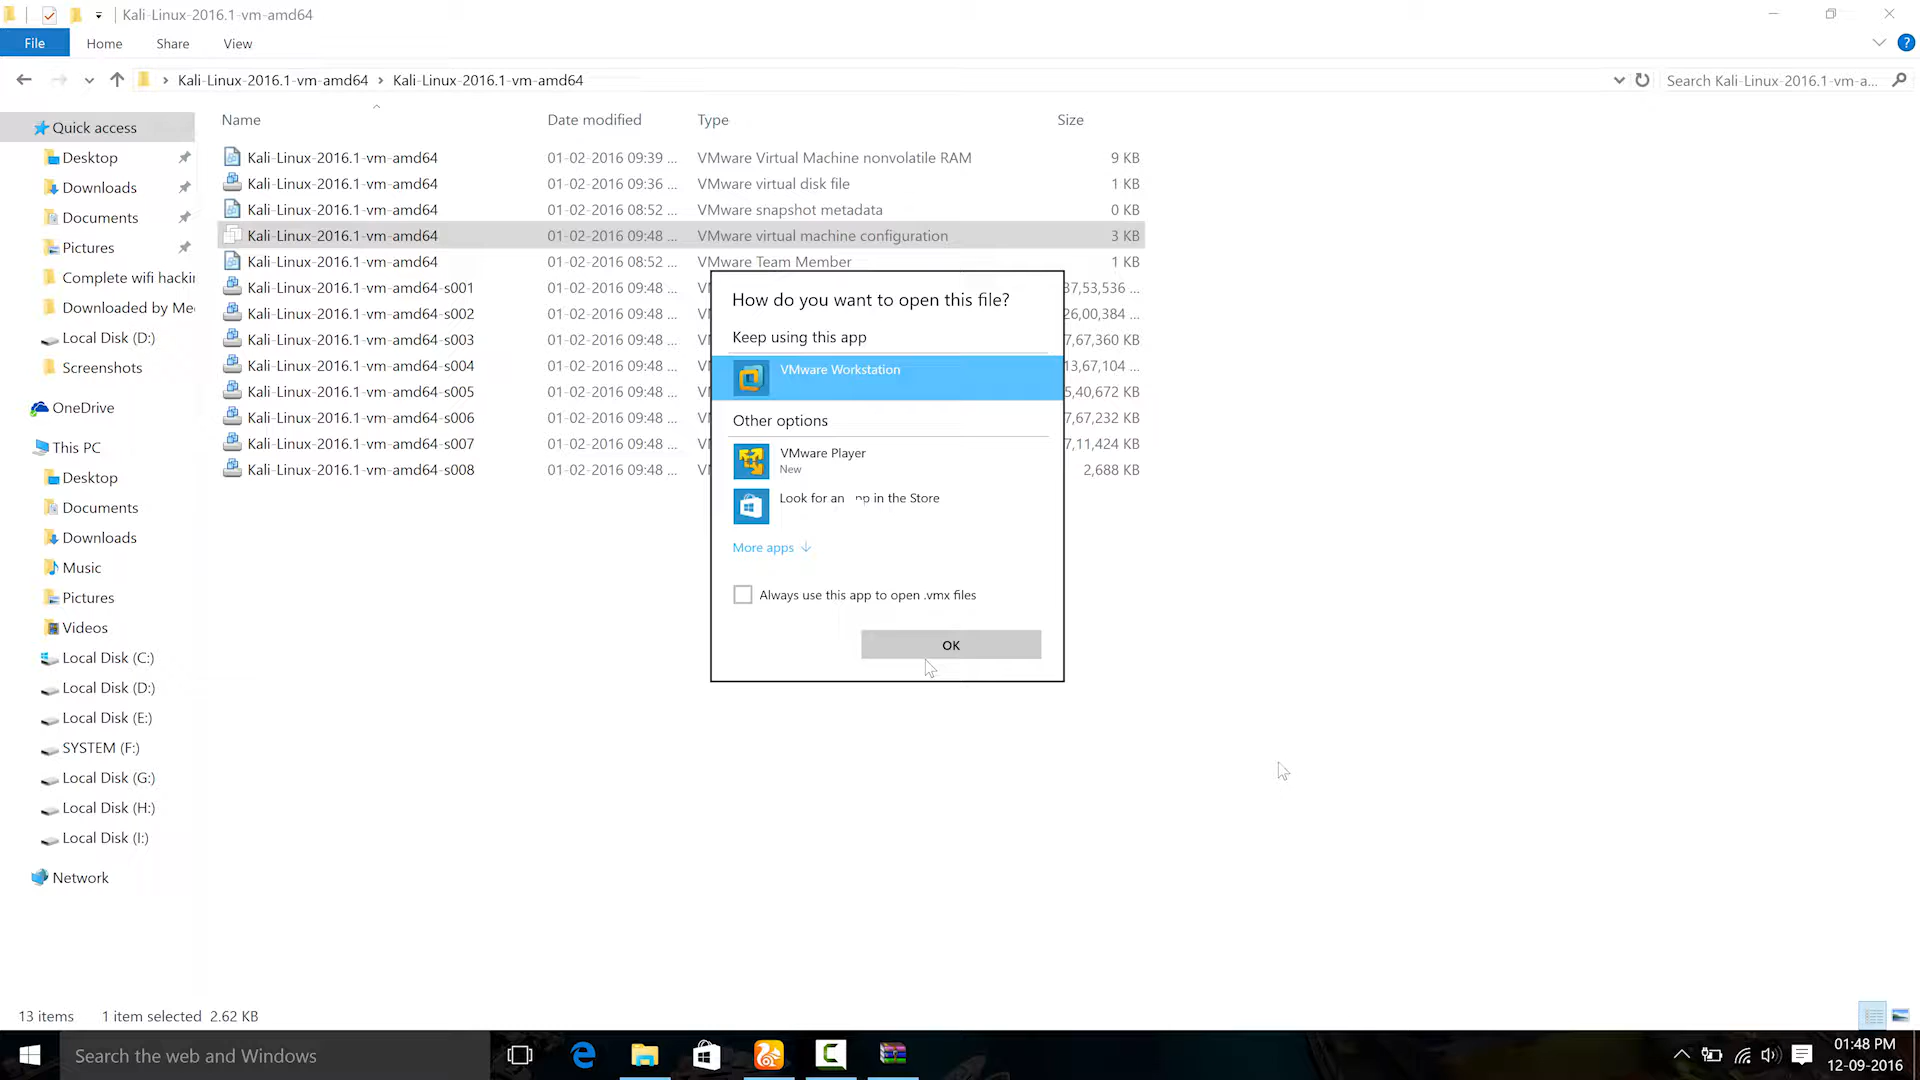 Kali-Linux-2016.1-vm-amd64
File Home Share View
Kali-Linux-2016.1-vm-amd64 Kali-Linux-2016.1-vm-amd64 Search Kali-Linux-2016.1-vm-a...
Name Date modified Type Size
Quick access
Desktop
Downloads
Documents
Pictures
Complete wifi hackin
Downloaded by Me
Local Disk (D:)
Screenshots
OneDrive
This PC
Desktop
Documents
Downloads
Music
Pictures
Videos
Local Disk (C:)
Local Disk (D:)
Local Disk (E:)
SYSTEM (F:)
Local Disk (G:)
Local Disk (H:)
Local Disk (I:)
Network
Kali-Linux-2016.1-vm-amd64 01-02-2016 09:39 ... VMware Virtual Machine nonvolatile RAM 9 KB
Kali-Linux-2016.1-vm-amd64 01-02-2016 09:36 ... VMware virtual disk file 1 KB
Kali-Linux-2016.1-vm-amd64 01-02-2016 08:52 ... VMware snapshot metadata 0 KB
Kali-Linux-2016.1-vm-amd64 01-02-2016 09:48 ... VMware virtual machine configuration 3 KB
Kali-Linux-2016.1-vm-amd64 01-02-2016 08:52 ... VMware Team Member 1 KB
Kali-Linux-2016.1-vm-amd64-s001 01-02-2016 09:48 ... 37,53,536 ...
Kali-Linux-2016.1-vm-amd64-s002 01-02-2016 09:48 ... 26,00,384 ...
Kali-Linux-2016.1-vm-amd64-s003 01-02-2016 09:48 ... 7,67,360 KB
Kali-Linux-2016.1-vm-amd64-s004 01-02-2016 09:48 ... 13,67,104 ...
Kali-Linux-2016.1-vm-amd64-s005 01-02-2016 09:48 ... 5,40,672 KB
Kali-Linux-2016.1-vm-amd64-s006 01-02-2016 09:48 ... 7,67,232 KB
Kali-Linux-2016.1-vm-amd64-s007 01-02-2016 09:48 ... 7,11,424 KB
Kali-Linux-2016.1-vm-amd64-s008 01-02-2016 09:48 ... 2,688 KB
How do you want to open this file?
Keep using this app
VMware Workstation
Other options
VMware Player
New
Look for an pp in the Store
More apps
Always use this app to open .vmx files
OK
13 items 1 item selected 2.62 KB
Search the web and Windows
01:48 PM
12-09-2016